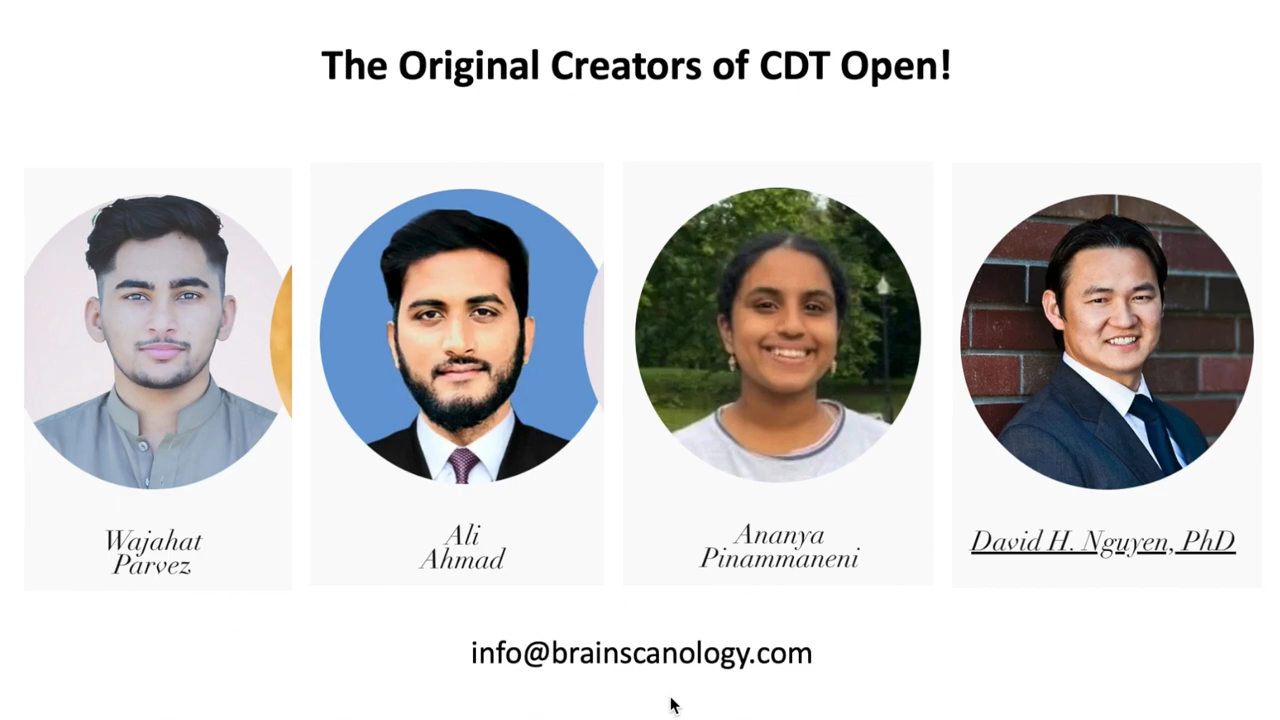 The Original Creators of CDT Open!
Wajahat
Parvez
Ali
Ahmad
Ananya
Pinammaneni
David H. Nguyen, PhD
info@brainscanology.com